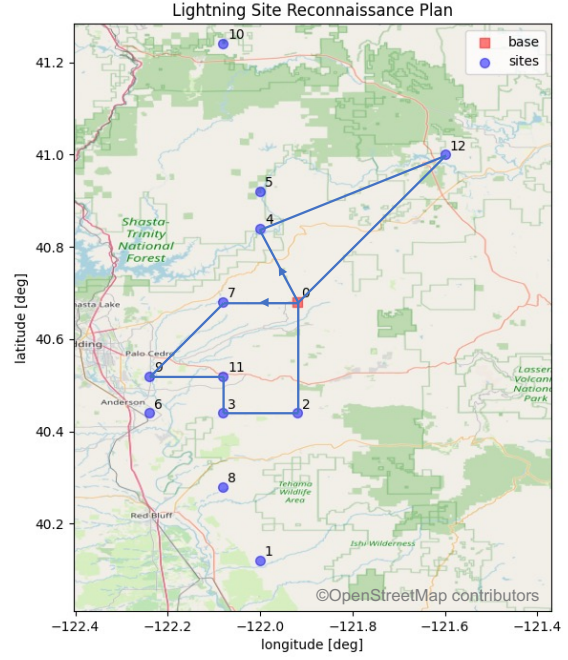 Lightning Site Reconnaissance Plan
base
sites
10
12
5
4
7
0
9
11
6
3
2
8
1
Shasta-
Trinity
National
Forest
hasta Lake
dding
Palo Cedro
Anderson
Red Bluff
Lassen
Volcanic
National
Park
Tehama
Wildlife
Area
Ishi-Wilderness
©OpenStreetMap contributors
latitude [deg]
41.2
41.0
40.8
40.6
40.4
40.2
−122.4
−122.2
−122.0
−121.8
−121.6
−121.4
longitude [deg]